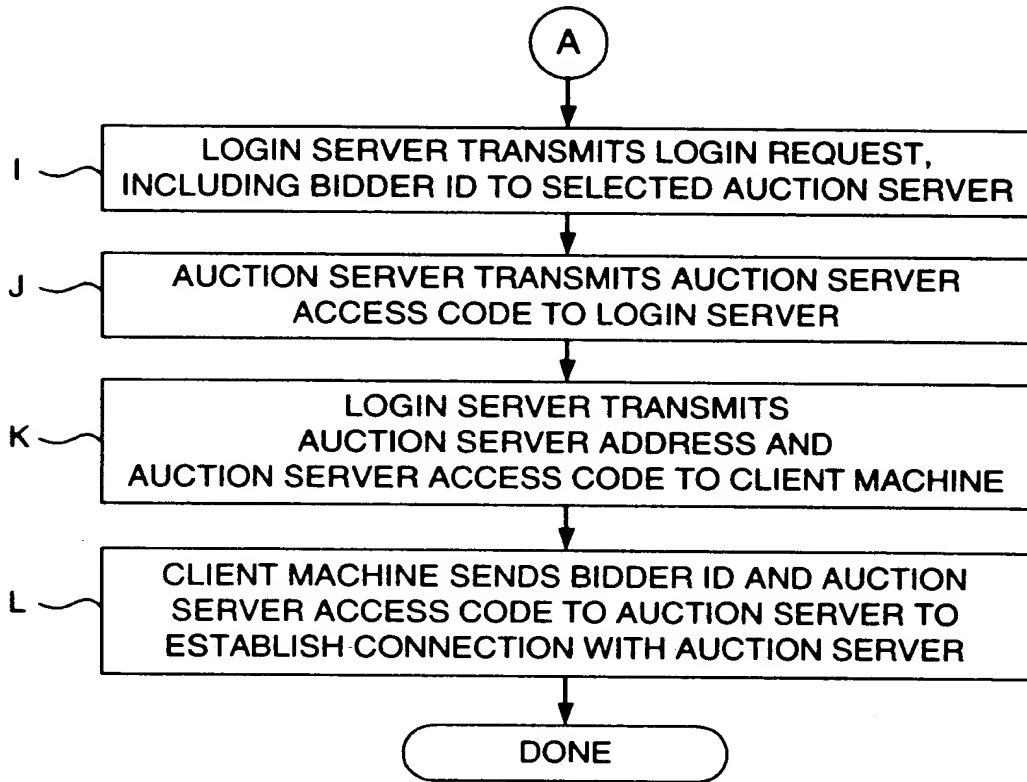 A
I
LOGIN SERVER TRANSMITS LOGIN REQUEST,
INCLUDING BIDDER ID TO SELECTED AUCTION SERVER
J
AUCTION SERVER TRANSMITS AUCTION SERVER
ACCESS CODE TO LOGIN SERVER
K
LOGIN SERVER TRANSMITS
AUCTION SERVER ADDRESS AND
AUCTION SERVER ACCESS CODE TO CLIENT MACHINE
L
CLIENT MACHINE SENDS BIDDER ID AND AUCTION
SERVER ACCESS CODE TO AUCTION SERVER TO
ESTABLISH CONNECTION WITH AUCTION SERVER
DONE